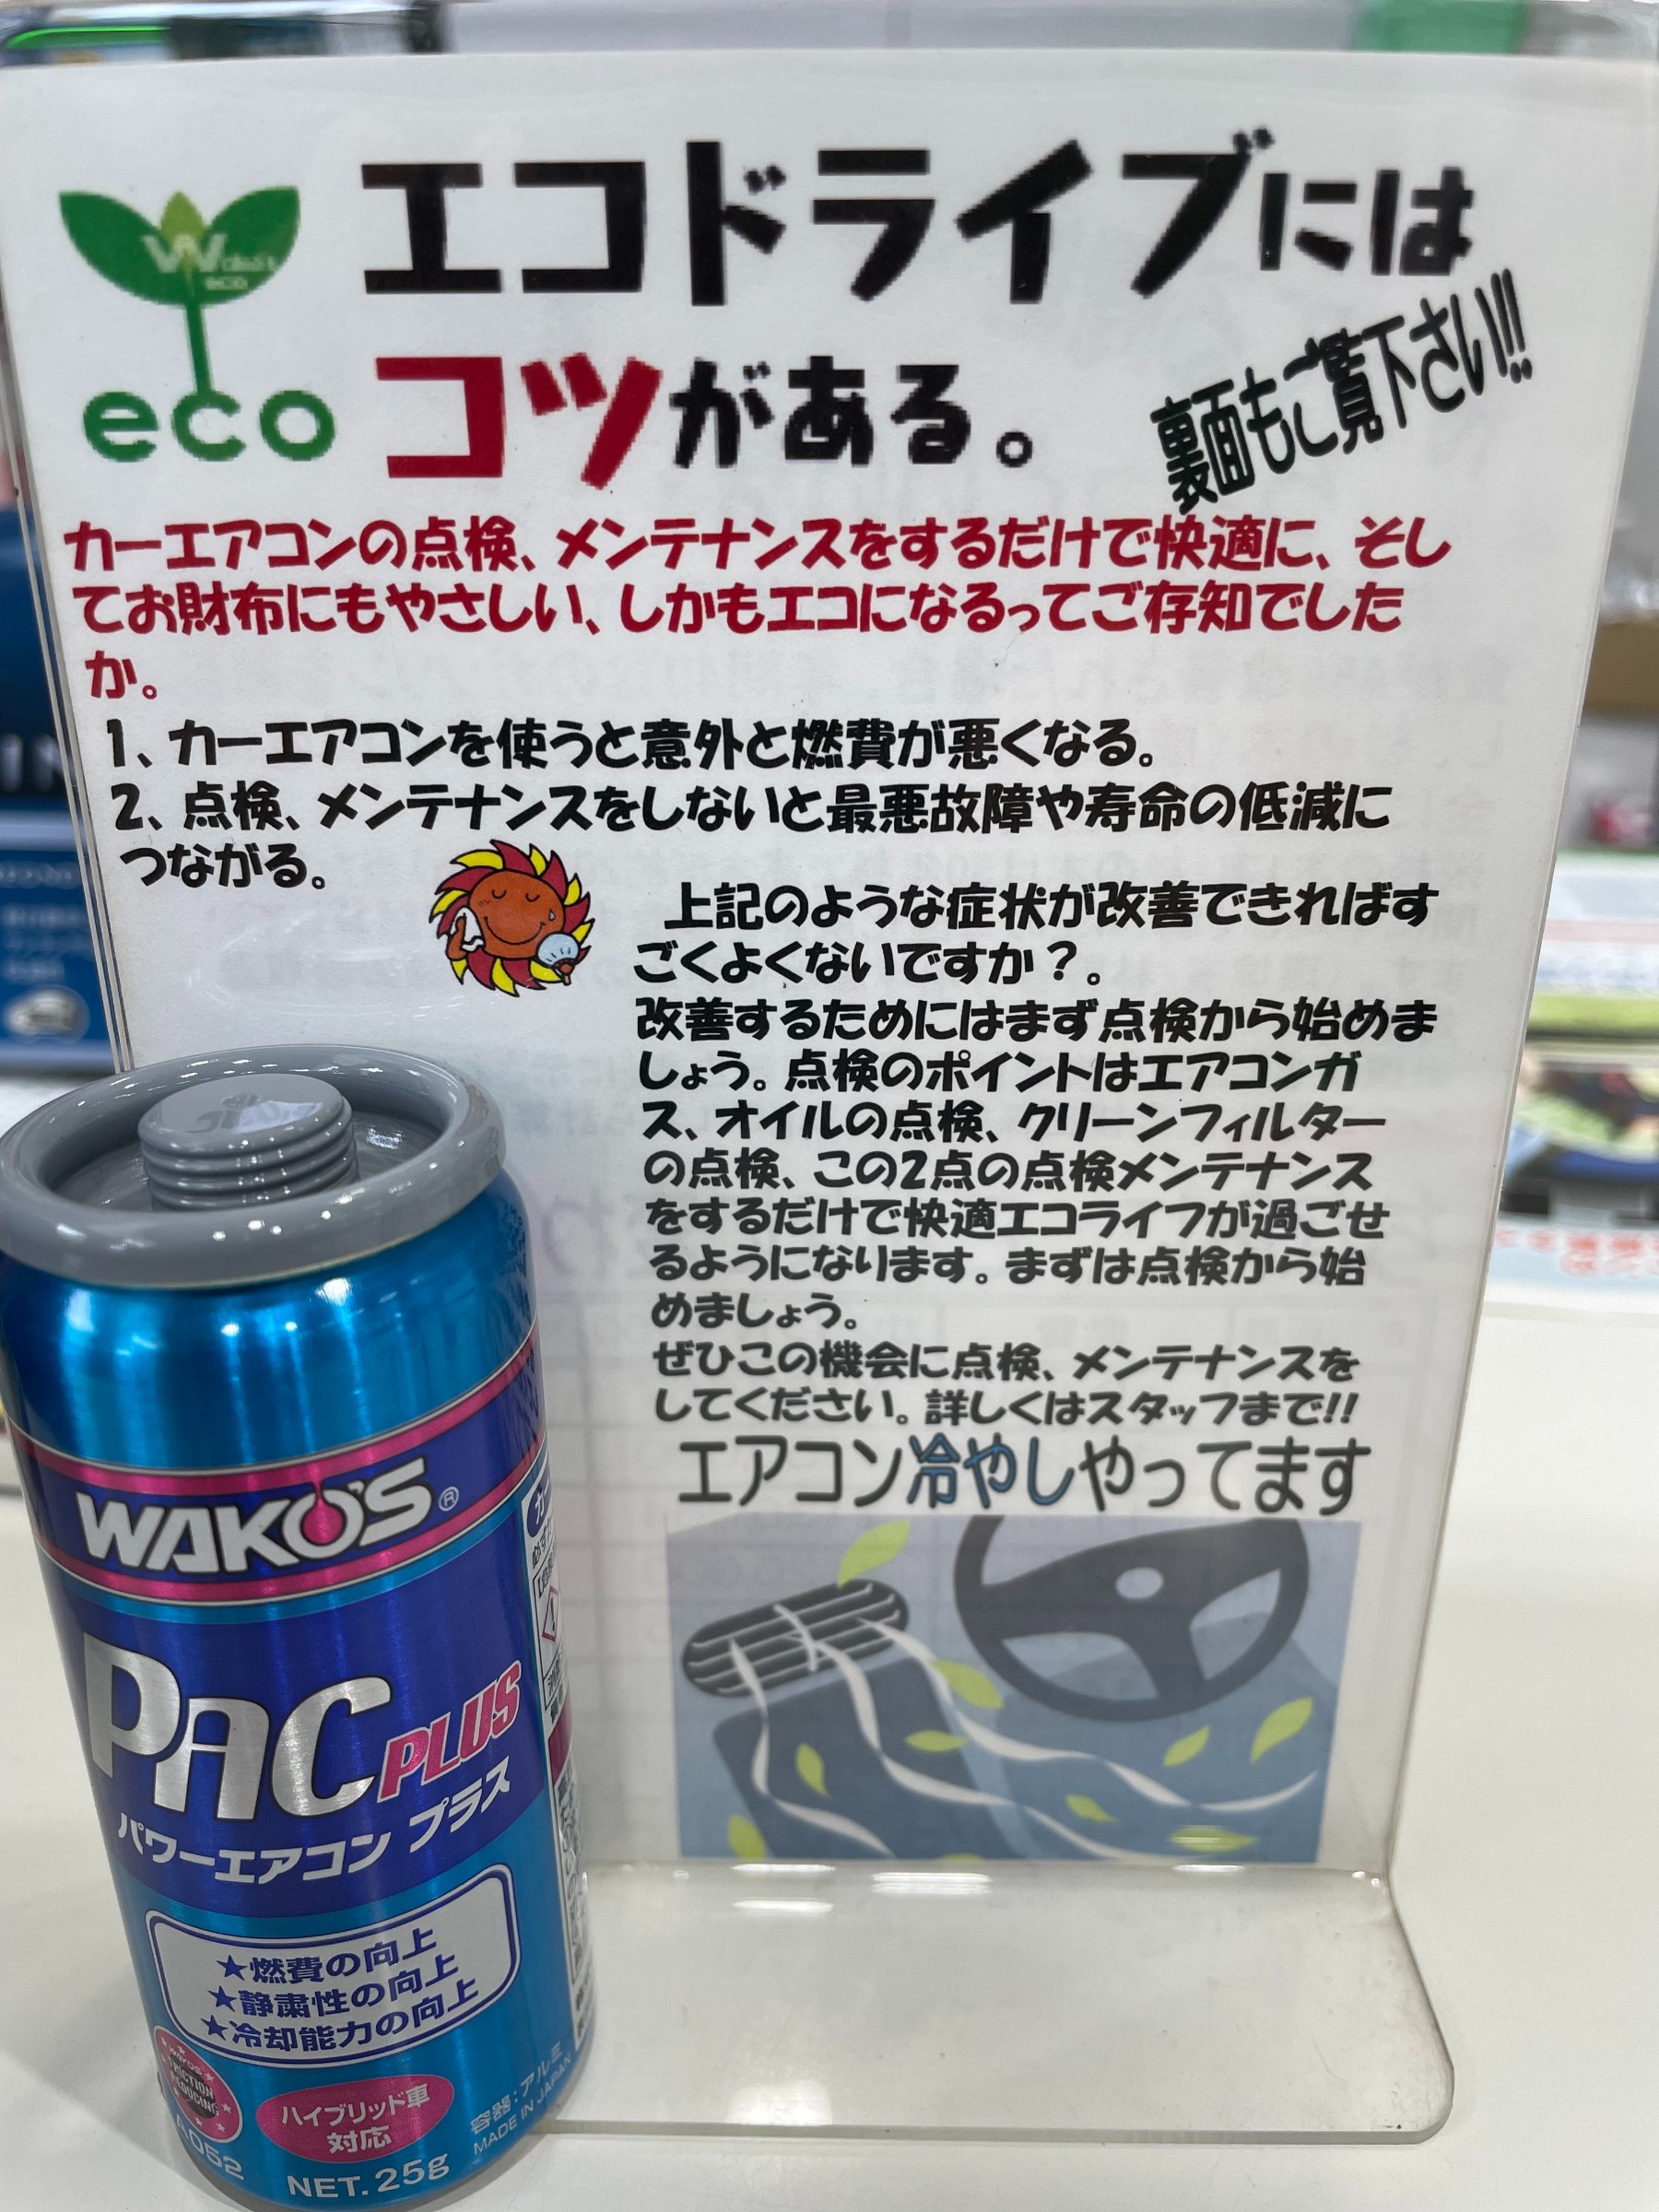 エコドライブには
コツがある。
裏面もご覧下さい!!
eco
カーエアコンの点検、メンテナンスをするだけで快適に、そし
てお財布にもやさしい、しかもエコになるってご存知でした
か。
1、カーエアコンを使うと意外と燃費が悪くなる。
2、点検、メンテナンスをしないと最悪故障や寿命の低減に
つながる。
上記のような症状が改善できればす
ごくよくないですか？。
改善するためにはまず点検から始めま
しょう。点検のポイントはエアコンガ
ス、オイルの点検、クリーンフィルター
の点検、この2点の点検メンテナンス
をするだけで快適エコライフが過ごせ
るようになります。まずは点検から始
めましょう。
ぜひこの機会に点検、メンテナンスを
してください。詳しくはスタッフまで!!
エアコン冷やしやってます
WAKO'S®
PAC PLUS
パワーエアコン プラス
★燃費の向上
★静粛性の向上
★冷却能力の向上
WAKO'S
FRICTION
REDUCING
ハイブリッド車
対応
容器：アルミ
MADE IN JAPAN
A052
NET.25g